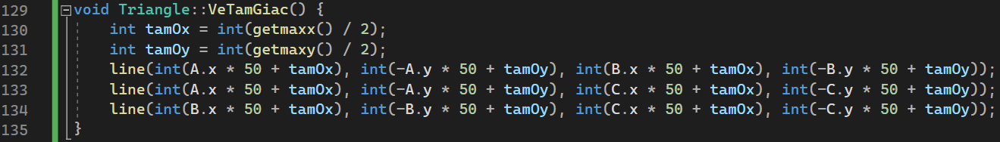 129 void Triangle::VeTamGiac() {
130     int tamOx = int(getmaxx() / 2);
131     int tamOy = int(getmaxy() / 2);
132     line(int(A.x * 50 + tamOx), int(-A.y * 50 + tamOy), int(B.x * 50 + tamOx), int(-B.y * 50 + tamOy));
133     line(int(A.x * 50 + tamOx), int(-A.y * 50 + tamOy), int(C.x * 50 + tamOx), int(-C.y * 50 + tamOy));
134     line(int(B.x * 50 + tamOx), int(-B.y * 50 + tamOy), int(C.x * 50 + tamOx), int(-C.y * 50 + tamOy));
135 }